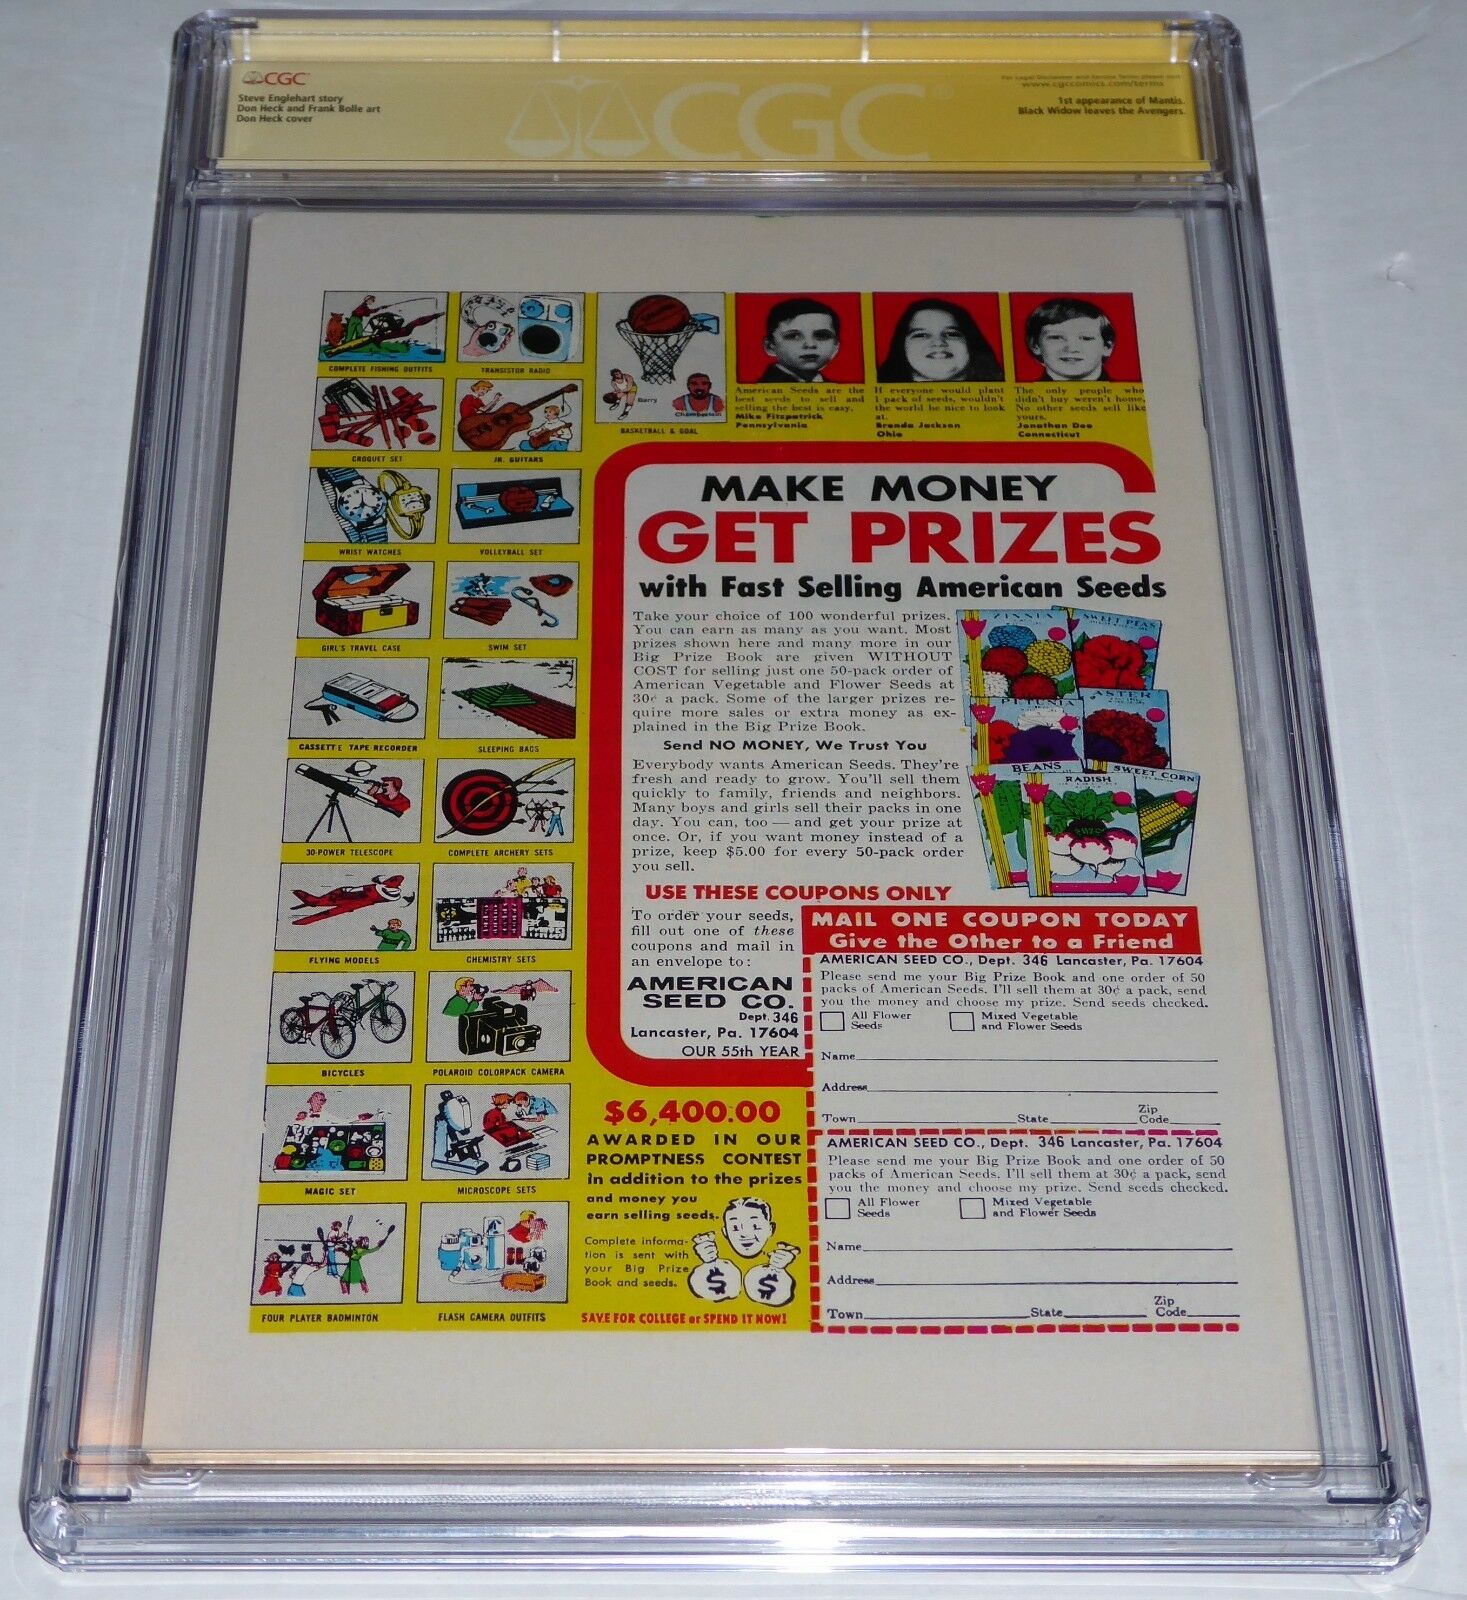 CGC
Steve Englehart story
Don Heck and Frank Bolle art
Don Heck cover
CGC
For Legal Disclaimer and Service Terms please visit
www.cgccomics.com/terms
1st appearance of Mantis.
Black Widow leaves the Avengers.
COMPLETE FISHING OUTFITS
TRANSISTOR RADIO
Barry
Chamberlain
BASKETBALL & GOAL
CROQUET SET
JR. GUITARS
WRIST WATCHES
VOLLEYBALL SET
GIRL'S TRAVEL CASE
SWIM SET
CASSETTE TAPE RECORDER
SLEEPING BAGS
30-POWER TELESCOPE
COMPLETE ARCHERY SETS
FLYING MODELS
CHEMISTRY SETS
BICYCLES
POLAROID COLORPACK CAMERA
MAGIC SET
MICROSCOPE SETS
FOUR PLAYER BADMINTON
FLASH CAMERA OUTFITS
American Seeds are the
best seeds to sell and
selling the best is easy.
Mike Fitzpatrick
Pennsylvania
If everyone would plant
1 pack of seeds, wouldn't
the world be nice to look
at.
Brenda Jackson
Ohio
The only people who
didn't buy weren't home.
No other seeds sell like
yours.
Jonathan Dee
Connecticut
MAKE MONEY
GET PRIZES
with Fast Selling American Seeds
Take your choice of 100 wonderful prizes.
You can earn as many as you want. Most
prizes shown here and many more in our
Big Prize Book are given WITHOUT
COST for selling just one 50-pack order of
American Vegetable and Flower Seeds at
30¢ a pack. Some of the larger prizes re-
quire more sales or extra money as ex-
plained in the Big Prize Book.
Send NO MONEY, We Trust You
Everybody wants American Seeds. They're
fresh and ready to grow. You'll sell them
quickly to family, friends and neighbors.
Many boys and girls sell their packs in one
day. You can, too — and get your prize at
once. Or, if you want money instead of a
prize, keep $5.00 for every 50-pack order
you sell.
ZINNIA
SWEET PEAS
PETUNIA
ASTER
BEANS
RADISH
SWEET CORN
USE THESE COUPONS ONLY
To order your seeds,
fill out one of these
coupons and mail in
an envelope to:
AMERICAN
SEED CO.
Dept. 346
Lancaster, Pa. 17604
OUR 55th YEAR
MAIL ONE COUPON TODAY
Give the Other to a Friend
AMERICAN SEED CO., Dept. 346 Lancaster, Pa. 17604
Please send me your Big Prize Book and one order of 50
packs of American Seeds. I'll sell them at 30¢ a pack, send
you the money and choose my prize. Send seeds checked.
All Flower
Seeds
Mixed Vegetable
and Flower Seeds
Name
Address
Town State Zip Code
AMERICAN SEED CO., Dept. 346 Lancaster, Pa. 17604
Please send me your Big Prize Book and one order of 50
packs of American Seeds. I'll sell them at 30¢ a pack, send
you the money and choose my prize. Send seeds checked.
All Flower
Seeds
Mixed Vegetable
and Flower Seeds
Name
Address
Town State Zip Code
$6,400.00
AWARDED IN OUR
PROMPTNESS CONTEST
in addition to the prizes
and money you
earn selling seeds.
Complete informa-
tion is sent with
your Big Prize
Book and seeds.
$ $
SAVE FOR COLLEGE or SPEND IT NOW!